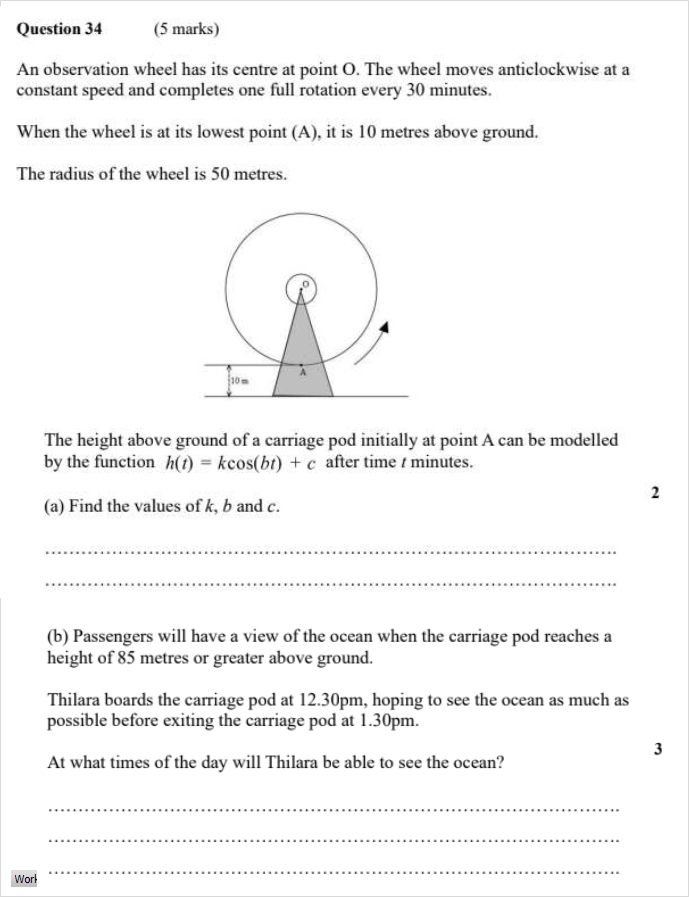 Question 34 (5 marks)
An observation wheel has its centre at point O. The wheel moves anticlockwise at a
constant speed and completes one full rotation every 30 minutes.
When the wheel is at its lowest point (A), it is 10 metres above ground.
The radius of the wheel is 50 metres.
O
A
10 m
The height above ground of a carriage pod initially at point A can be modelled
by the function h(t) = kcos(bt) + c after time t minutes.
2
(a) Find the values of k, b and c.
(b) Passengers will have a view of the ocean when the carriage pod reaches a
height of 85 metres or greater above ground.
Thilara boards the carriage pod at 12.30pm, hoping to see the ocean as much as
possible before exiting the carriage pod at 1.30pm.
3
At what times of the day will Thilara be able to see the ocean?
Work